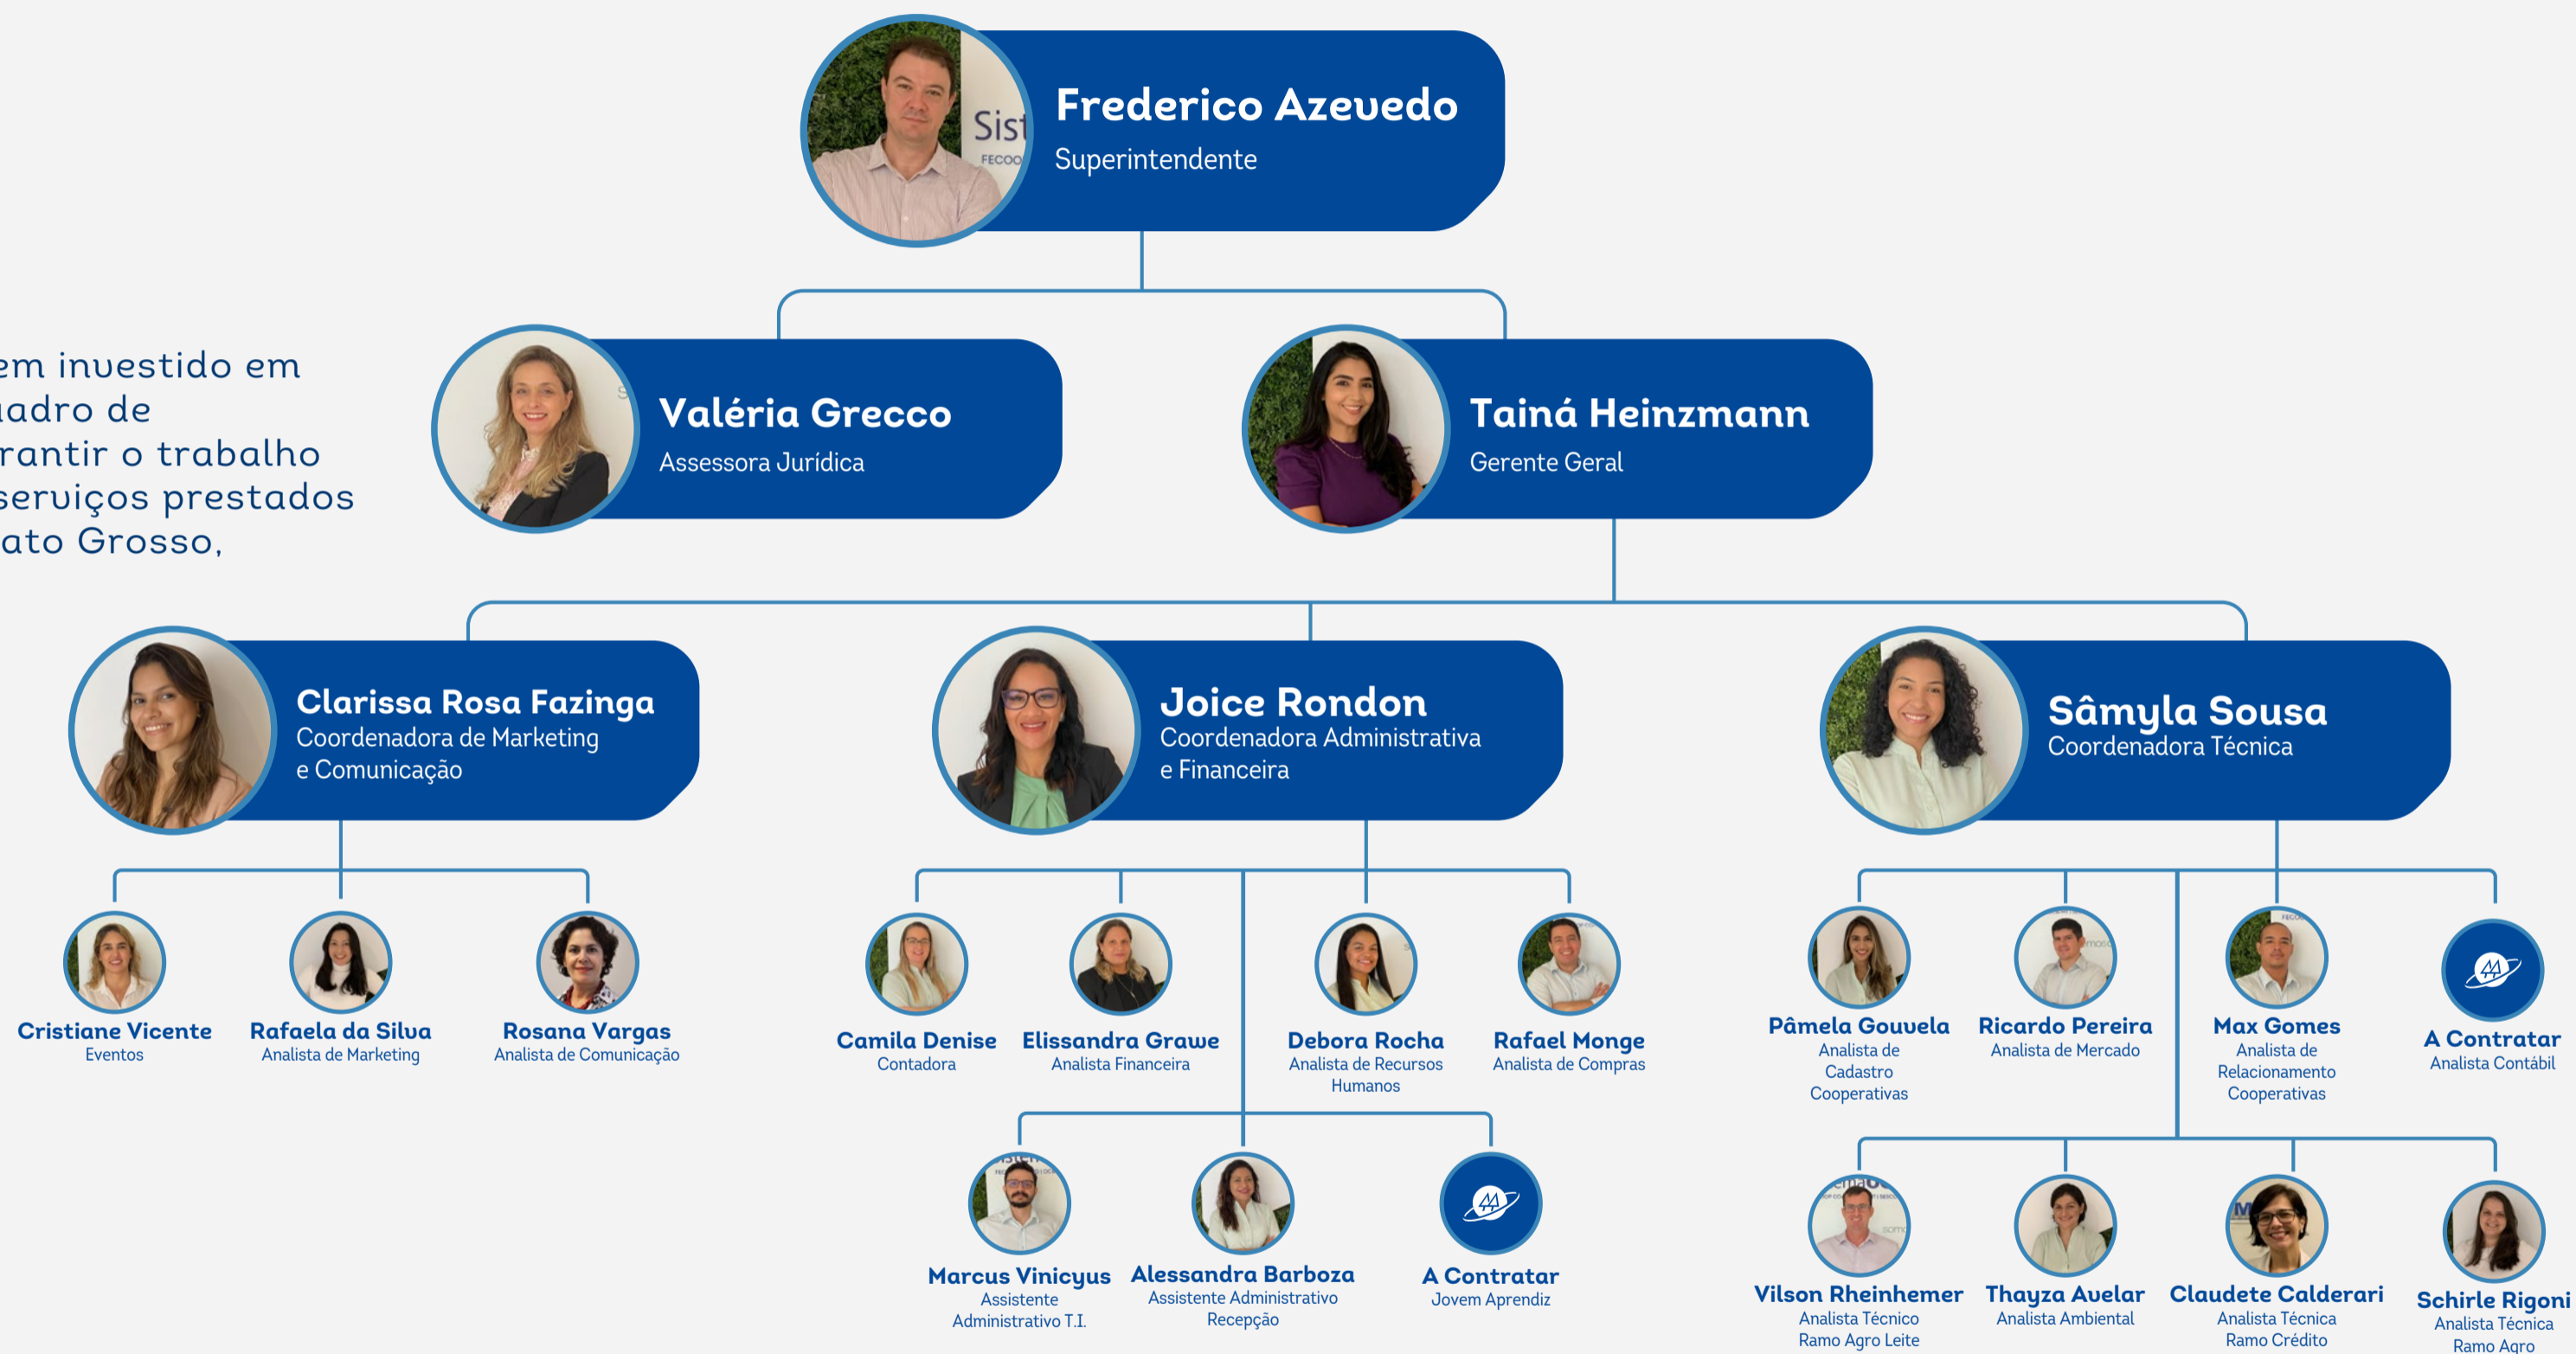 Frederico Azevedo
Superintendente
Sist
FECOO
em investido em
uadro de
rantir o trabalho
serviços prestados
ato Grosso,
Valéria Grecco
Assessora Jurídica
Tainá Heinzmann
Gerente Geral
Clarissa Rosa Fazinga
Coordenadora de Marketing
e Comunicação
Joice Rondon
Coordenadora Administrativa
e Financeira
Sâmyla Sousa
Coordenadora Técnica
Cristiane Vicente
Eventos
Rafaela da Silva
Analista de Marketing
Rosana Vargas
Analista de Comunicação
Camila Denise
Contadora
Elissandra Grawe
Analista Financeira
Debora Rocha
Analista de Recursos
Humanos
Rafael Monge
Analista de Compras
Pâmela Gouvela
Analista de
Cadastro
Cooperativas
Ricardo Pereira
Analista de Mercado
Max Gomes
Analista de
Relacionamento
Cooperativas
A Contratar
Analista Contábil
Marcus Vinicyus
Assistente
Administrativo T.I.
Alessandra Barboza
Assistente Administrativo
Recepção
A Contratar
Jovem Aprendiz
Vilson Rheinhemer
Analista Técnico
Ramo Agro Leite
Thayza Avelar
Analista Ambiental
Claudete Calderari
Analista Técnica
Ramo Crédito
Schirle Rigoni
Analista Técnica
Ramo Agro